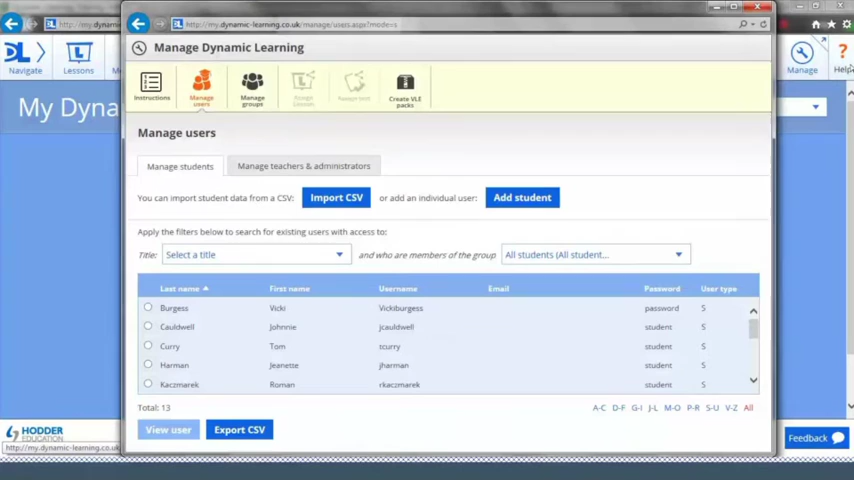 http://my.dynam
http://my.dynamic-learning.co.uk/manage/users.aspx?mode=s
DL
Navigate
Lessons
Manage
Help
My Dyna
Manage Dynamic Learning
Instructions
Manage users
Manage groups
Create VLE packs
Manage users
Manage students
Manage teachers & administrators
You can import student data from a CSV: Import CSV or add an individual user: Add student
Apply the filters below to search for existing users with access to:
Title: Select a title and who are members of the group All students (All student...
Last name First name Username Email Password User type
Burgess Vicki Vickiburgess password S
Cauldwell Johnnie jcauldwell student S
Curry Tom tcurry student S
Harman Jeanette jharman student S
Kaczmarek Roman rkaczmarek student S
Total: 13 A-C D-F G-I J-L M-O P-R S-U V-Z All
View user Export CSV
HODDER
EDUCATION
Feedback
http://my.dynamic-learning.co.uk